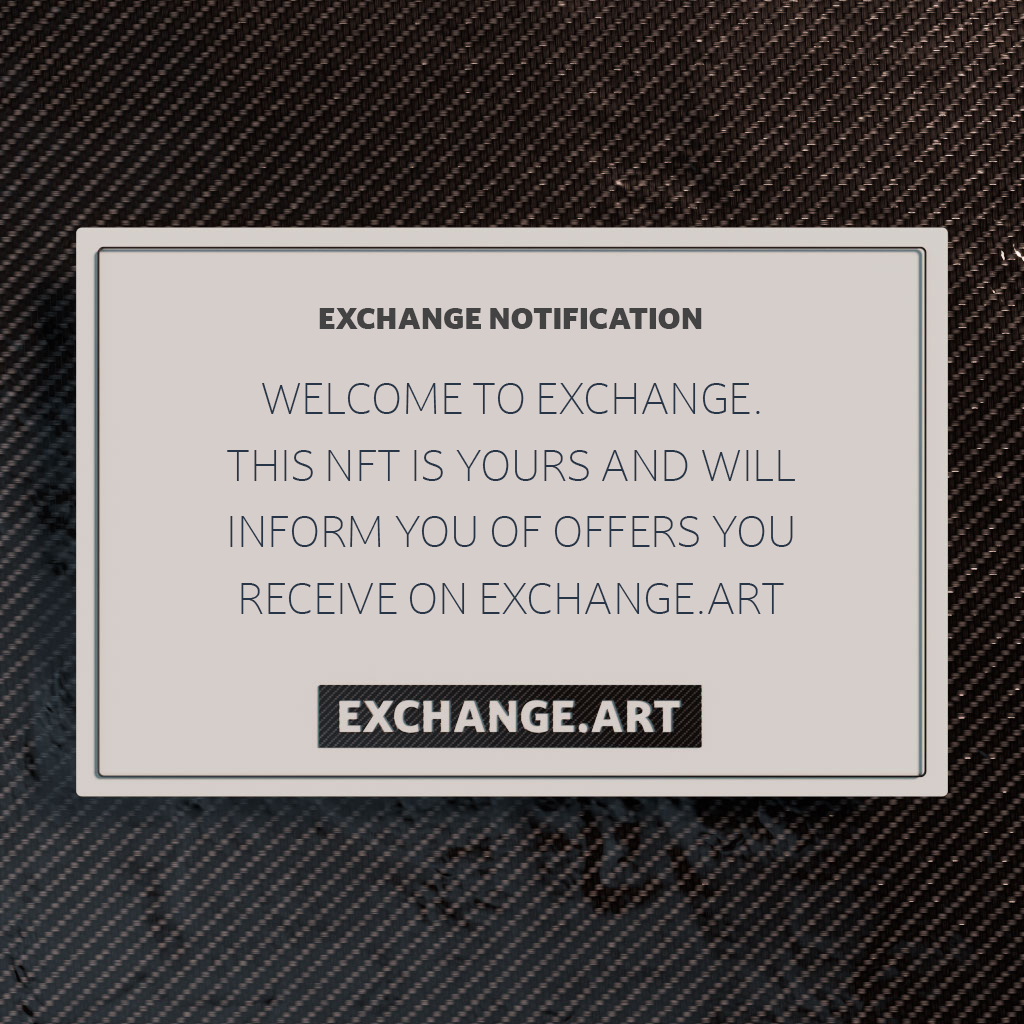 EXCHANGE NOTIFICATION
WELCOME TO EXCHANGE.
THIS NFT IS YOURS AND WILL
INFORM YOU OF OFFERS YOU
RECEIVE ON EXCHANGE.ART
EXCHANGE.ART